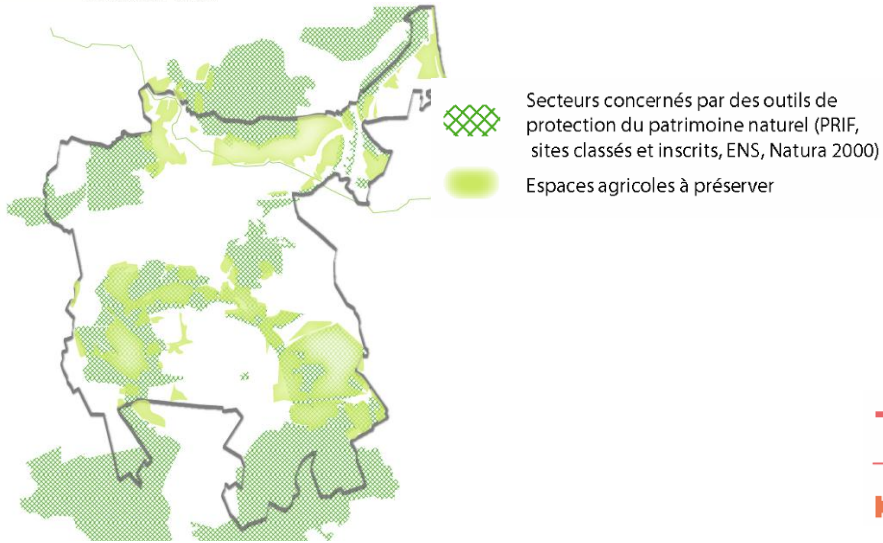 Secteurs concernés par des outils de
protection du patrimoine naturel (PRIF,
sites classés et inscrits, ENS, Natura 2000)
Espaces agricoles à préserver